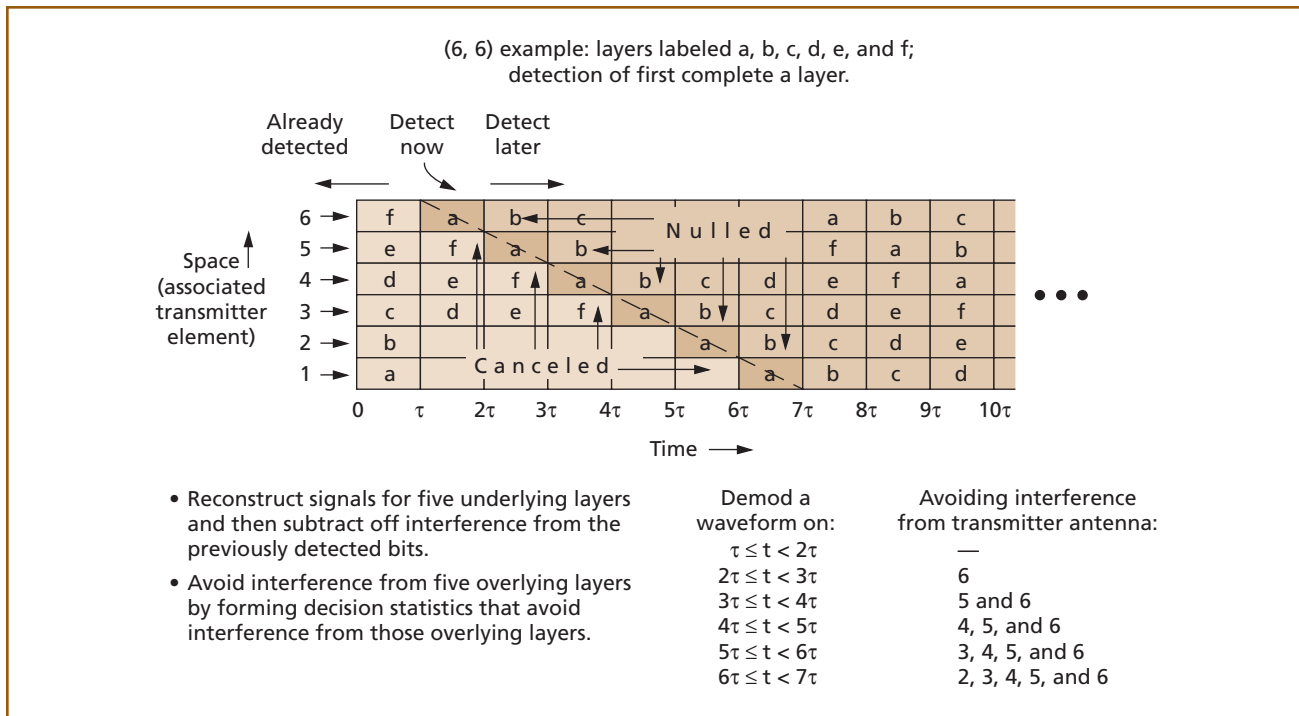 (6, 6) example: layers labeled a, b, c, d, e, and f;
detection of first complete a layer.
Already
detected
Detect
now
Detect
later
Space
(associated
transmitter
element)
6 f a b c a b c
5 e f a b f a b
Nulled
4 d e f a b c d e f a
3 c d e f a b c d e f
2 b a b c d e
1 a a b c d
Canceled
• • •
0 τ 2τ 3τ 4τ 5τ 6τ 7τ 8τ 9τ 10τ
Time
• Reconstruct signals for five underlying layers
and then subtract off interference from the
previously detected bits.
• Avoid interference from five overlying layers
by forming decision statistics that avoid
interference from those overlying layers.
Demod a
waveform on:
Avoiding interference
from transmitter antenna:
τ ≤ t < 2τ —
2τ ≤ t < 3τ 6
3τ ≤ t < 4τ 5 and 6
4τ ≤ t < 5τ 4, 5, and 6
5τ ≤ t < 6τ 3, 4, 5, and 6
6τ ≤ t < 7τ 2, 3, 4, 5, and 6